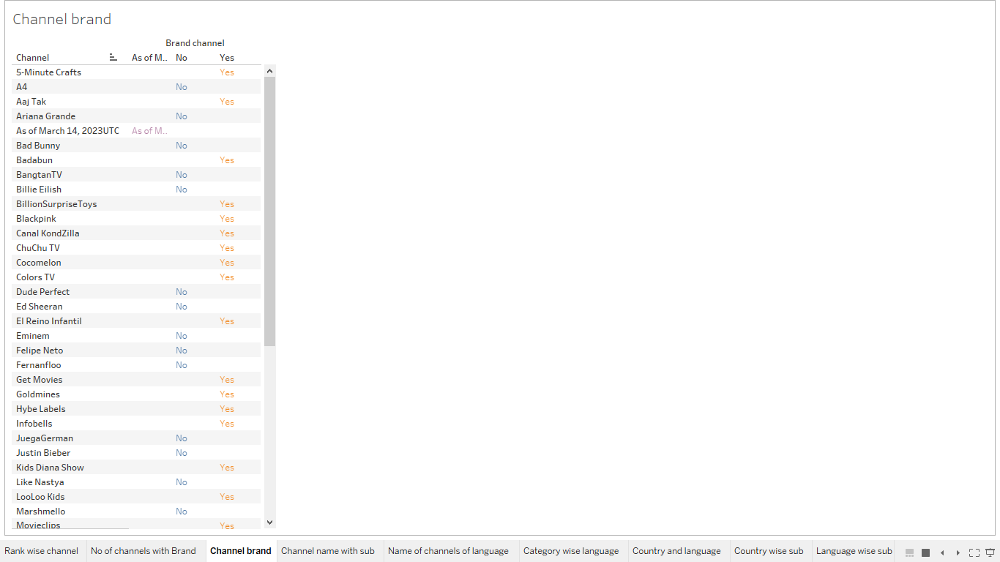 Channel brand
Brand channel
Channel As of M.. No Yes
5-Minute Crafts Yes
A4 No
Aaj Tak Yes
Ariana Grande No
As of March 14, 2023UTC As of M..
Bad Bunny No
Badabun Yes
BangtanTV No
Billie Eilish No
BillionSurpriseToys Yes
Blackpink Yes
Canal KondZilla Yes
ChuChu TV Yes
Cocomelon Yes
Colors TV Yes
Dude Perfect No
Ed Sheeran No
El Reino Infantil Yes
Eminem No
Felipe Neto No
Fernanfloo No
Get Movies Yes
Goldmines Yes
Hybe Labels Yes
Infobells Yes
JuegaGerman No
Justin Bieber No
Kids Diana Show Yes
Like Nastya No
LooLoo Kids Yes
Marshmello No
Movieclips Yes
Rank wise channel No of channels with Brand Channel brand Channel name with sub Name of channels of language Category wise language Country and language Country wise sub Language wise sub